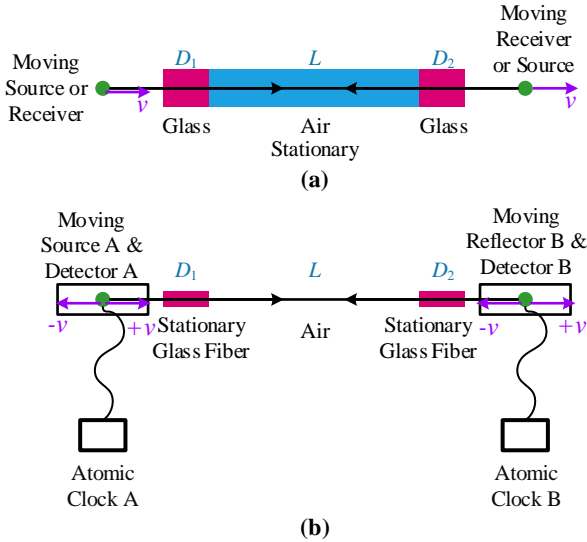 Moving
Source or
Receiver
v
D1
L
D2
Moving
Receiver
or Source
v
Glass
Air
Stationary
Glass
(a)
Moving
Source A &
Detector A
D1
L
D2
Moving
Reflector B &
Detector B
-v
+v
Stationary
Glass Fiber
Air
Stationary
Glass Fiber
-v
+v
Atomic
Clock A
Atomic
Clock B
(b)